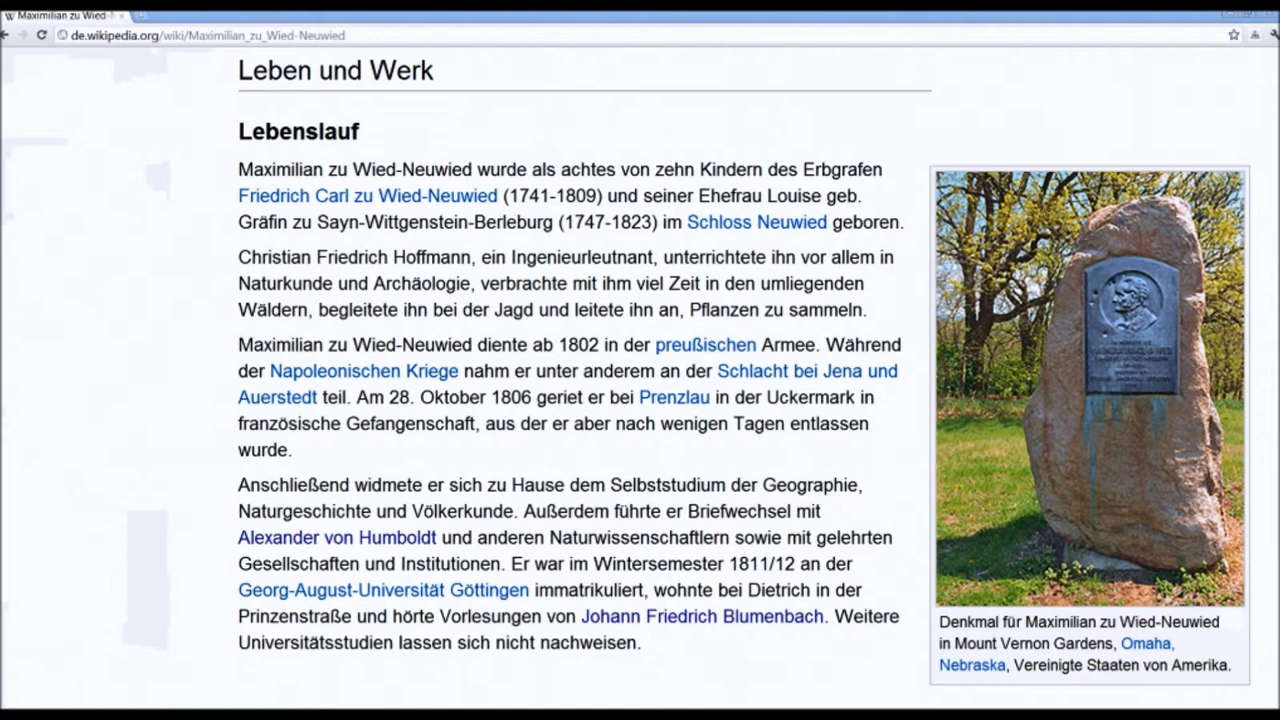 Maximilian zu Wied-N
de.wikipedia.org/wiki/Maximilian_zu_Wied-Neuwied
Leben und Werk
Lebenslauf
Maximilian zu Wied-Neuwied wurde als achtes von zehn Kindern des Erbgrafen
Friedrich Carl zu Wied-Neuwied (1741-1809) und seiner Ehefrau Louise geb.
Gräfin zu Sayn-Wittgenstein-Berleburg (1747-1823) im Schloss Neuwied geboren.
Christian Friedrich Hoffmann, ein Ingenieurleutnant, unterrichtete ihn vor allem in
Naturkunde und Archäologie, verbrachte mit ihm viel Zeit in den umliegenden
Wäldern, begleitete ihn bei der Jagd und leitete ihn an, Pflanzen zu sammeln.
Maximilian zu Wied-Neuwied diente ab 1802 in der preußischen Armee. Während
der Napoleonischen Kriege nahm er unter anderem an der Schlacht bei Jena und
Auerstedt teil. Am 28. Oktober 1806 geriet er bei Prenzlau in der Uckermark in
französische Gefangenschaft, aus der er aber nach wenigen Tagen entlassen
wurde.
Anschließend widmete er sich zu Hause dem Selbststudium der Geographie,
Naturgeschichte und Völkerkunde. Außerdem führte er Briefwechsel mit
Alexander von Humboldt und anderen Naturwissenschaftlern sowie mit gelehrten
Gesellschaften und Institutionen. Er war im Wintersemester 1811/12 an der
Georg-August-Universität Göttingen immatrikuliert, wohnte bei Dietrich in der
Prinzenstraße und hörte Vorlesungen von Johann Friedrich Blumenbach. Weitere
Universitätsstudien lassen sich nicht nachweisen.
Denkmal für Maximilian zu Wied-Neuwied
in Mount Vernon Gardens, Omaha,
Nebraska, Vereinigte Staaten von Amerika.